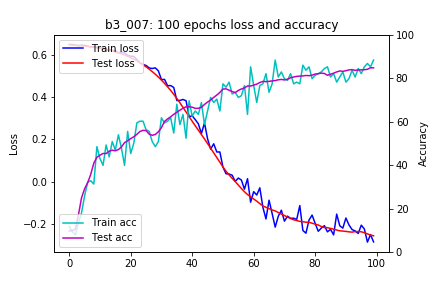 b3_007: 100 epochs loss and accuracy
Train loss
Test loss
Train acc
Test acc
Loss
0.6
0.4
0.2
0.0
−0.2
Accuracy
100
80
60
40
20
0
0 20 40 60 80 100